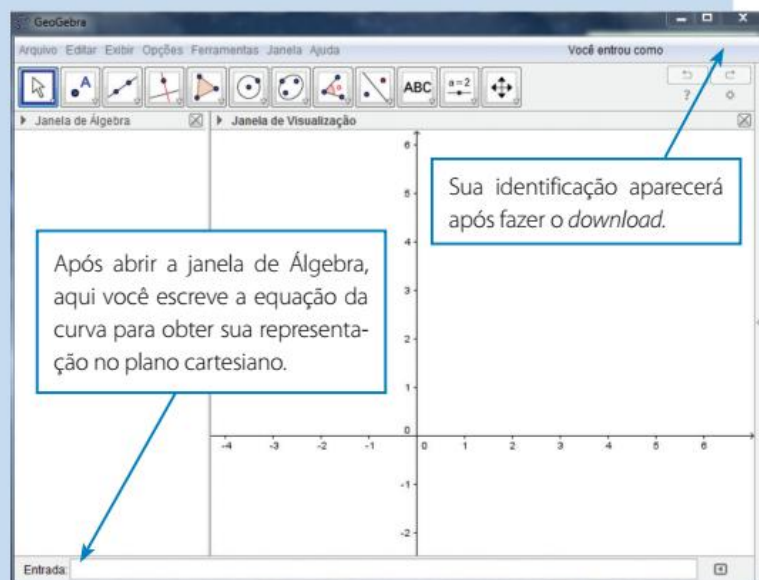 GeoGebra
Arquivo Editar Exibir Opções Ferramentas Janela Ajuda
Você entrou como
A
ABC
a=2
?
Janela de Álgebra
Janela de Visualização
Sua identificação aparecerá
após fazer o download.
Após abrir a janela de Álgebra,
aqui você escreve a equação da
curva para obter sua representa-
ção no plano cartesiano.
6
5
4
3
2
1
0
-4 -3 -2 -1 0 1 2 3 4 5 6
-1
-2
Entrada: